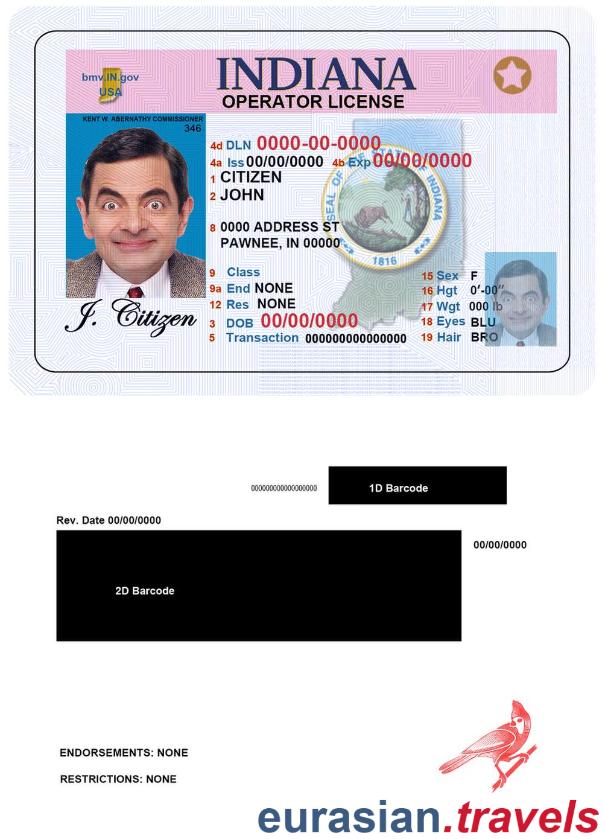 bmv.IN.gov
USA
INDIANA
OPERATOR LICENSE
KENT W. ABERNATHY COMMISSIONER
346
4d DLN 0000-00-0000
4a Iss 00/00/0000 4b Exp 00/00/0000
1 CITIZEN
2 JOHN
8 0000 ADDRESS ST
PAWNEE, IN 00000
SEAL OF THE STATE OF INDIANA
1816
9 Class
9a End NONE
12 Res NONE
3 DOB 00/00/0000
5 Transaction 000000000000000
15 Sex F
16 Hgt 0'-00"
17 Wgt 000 lb
18 Eyes BLU
19 Hair BRO
J. Citizen
1D Barcode
Rev. Date 00/00/0000
00/00/0000
2D Barcode
ENDORSEMENTS: NONE
RESTRICTIONS: NONE
eurasian.travels